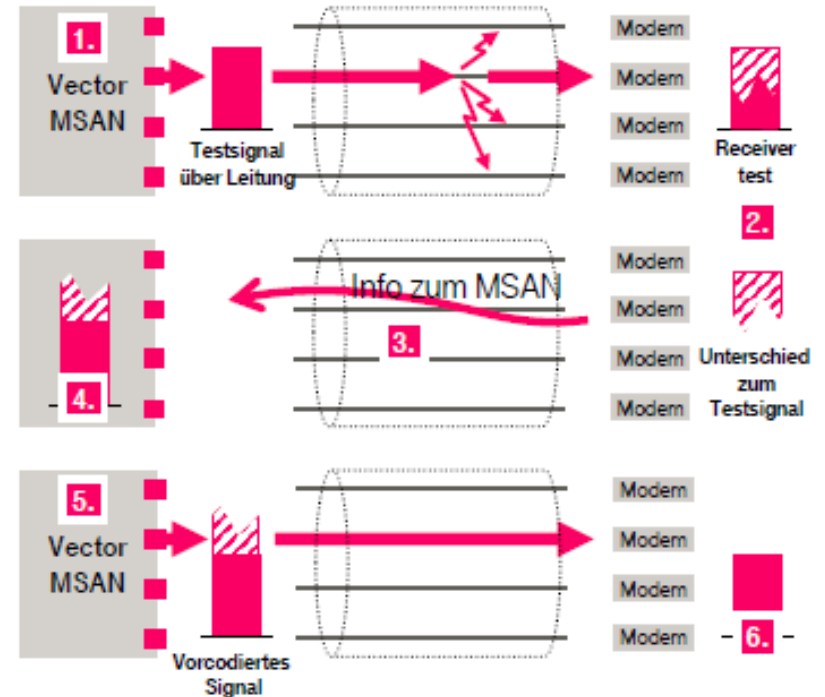 1.
Vector
MSAN
Testsignal
über Leitung
Modem
Modem
Modem
Modem
Receiver
test
2.
4.
Info zum MSAN
3.
Modem
Modem
Modem
Modem
Unterschied
zum
Testsignal
5.
Vector
MSAN
Vorcodiertes
Signal
Modem
Modem
Modem
Modem
6.